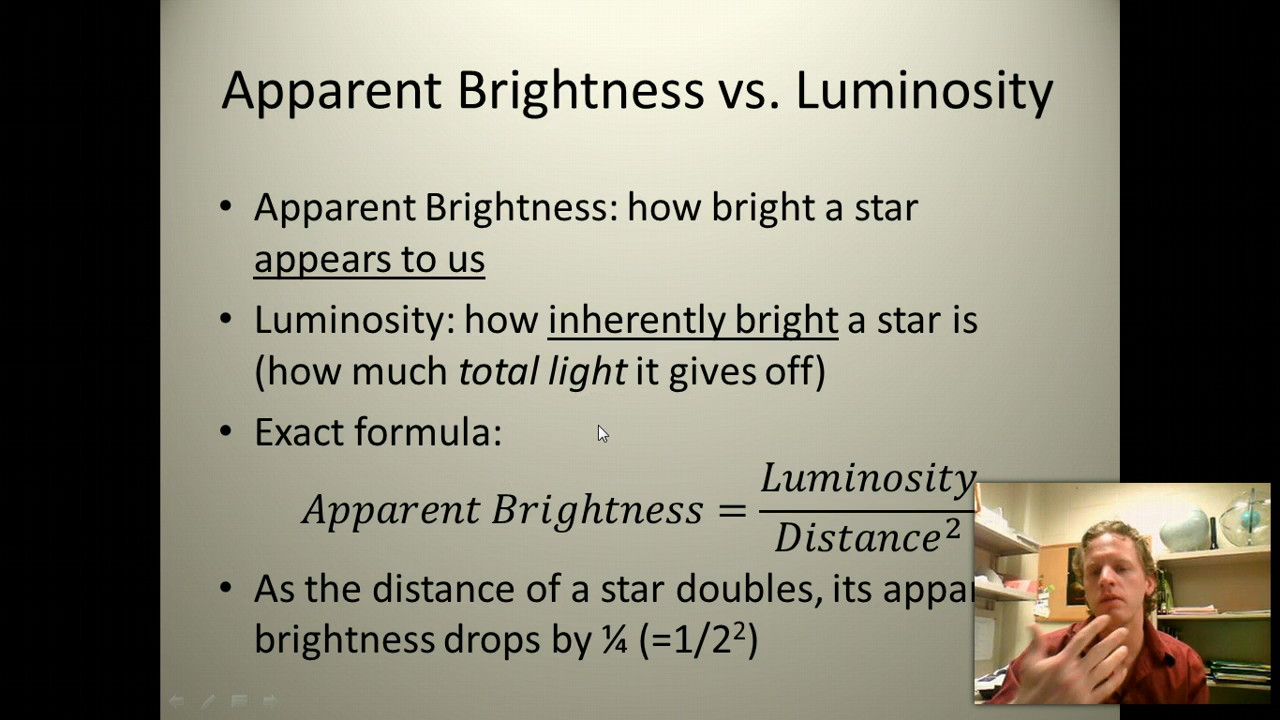 Apparent Brightness vs. Luminosity
• Apparent Brightness: how bright a star
appears to us
• Luminosity: how inherently bright a star is
(how much total light it gives off)
• Exact formula:
Apparent Brightness = Luminosity / Distance²
• As the distance of a star doubles, its appar
brightness drops by ¼ (=1/2²)